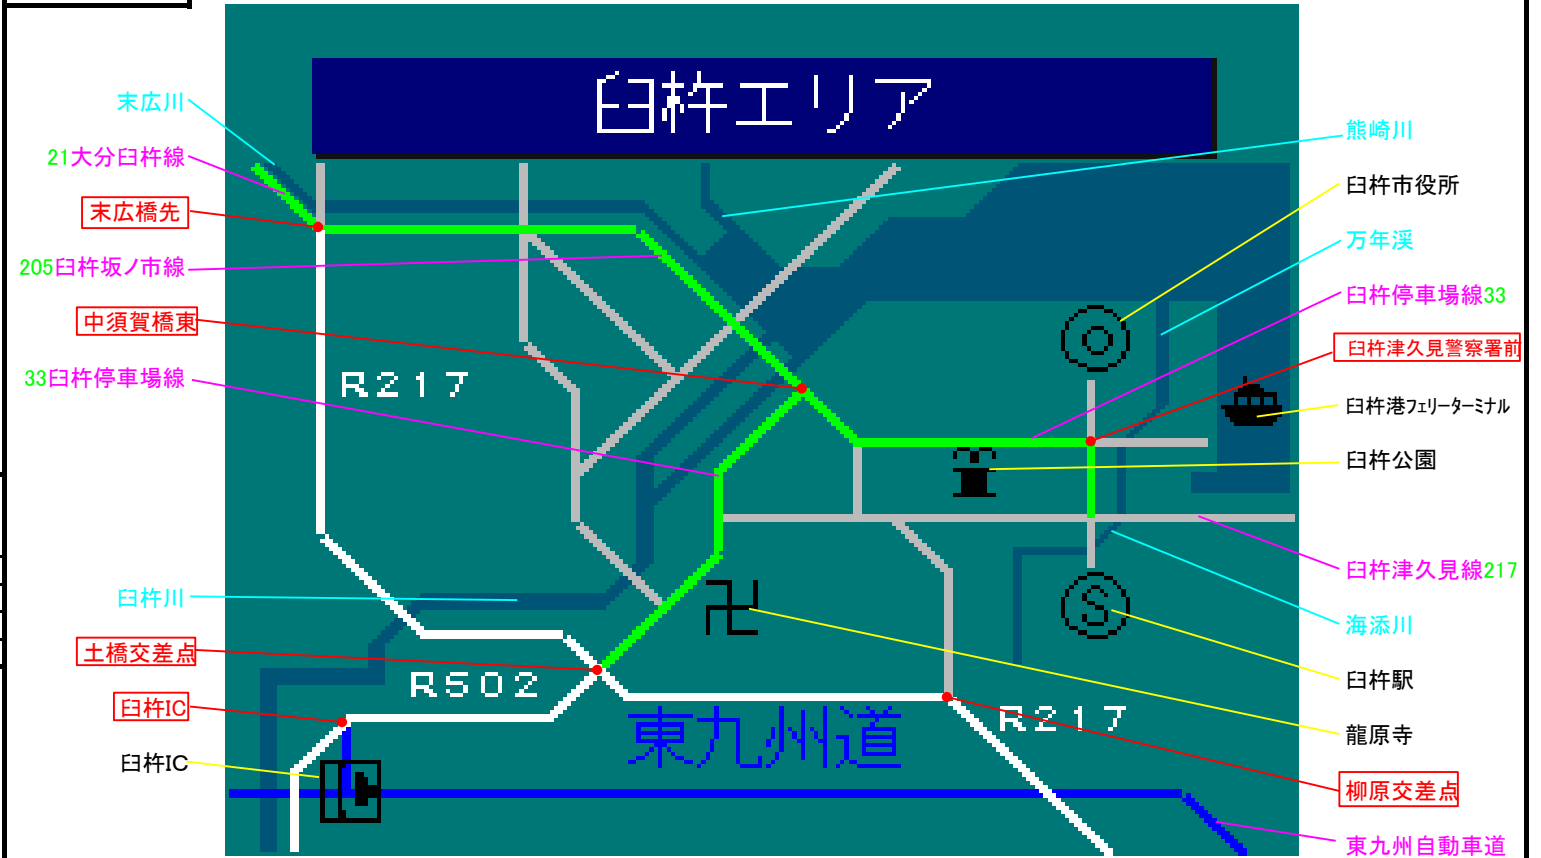 臼杵エリア
末広川
21大分臼杵線
末広橋先
205臼杵坂ノ市線
中須賀橋東
33臼杵停車場線
臼杵川
土橋交差点
臼杵IC
臼杵IC
R217
R502
東九州道
R217
熊崎川
臼杵市役所
万年渓
臼杵停車場線33
臼杵津久見警察署前
臼杵港フェリーターミナル
臼杵公園
臼杵津久見線217
海添川
臼杵駅
龍原寺
柳原交差点
東九州自動車道
卍
S